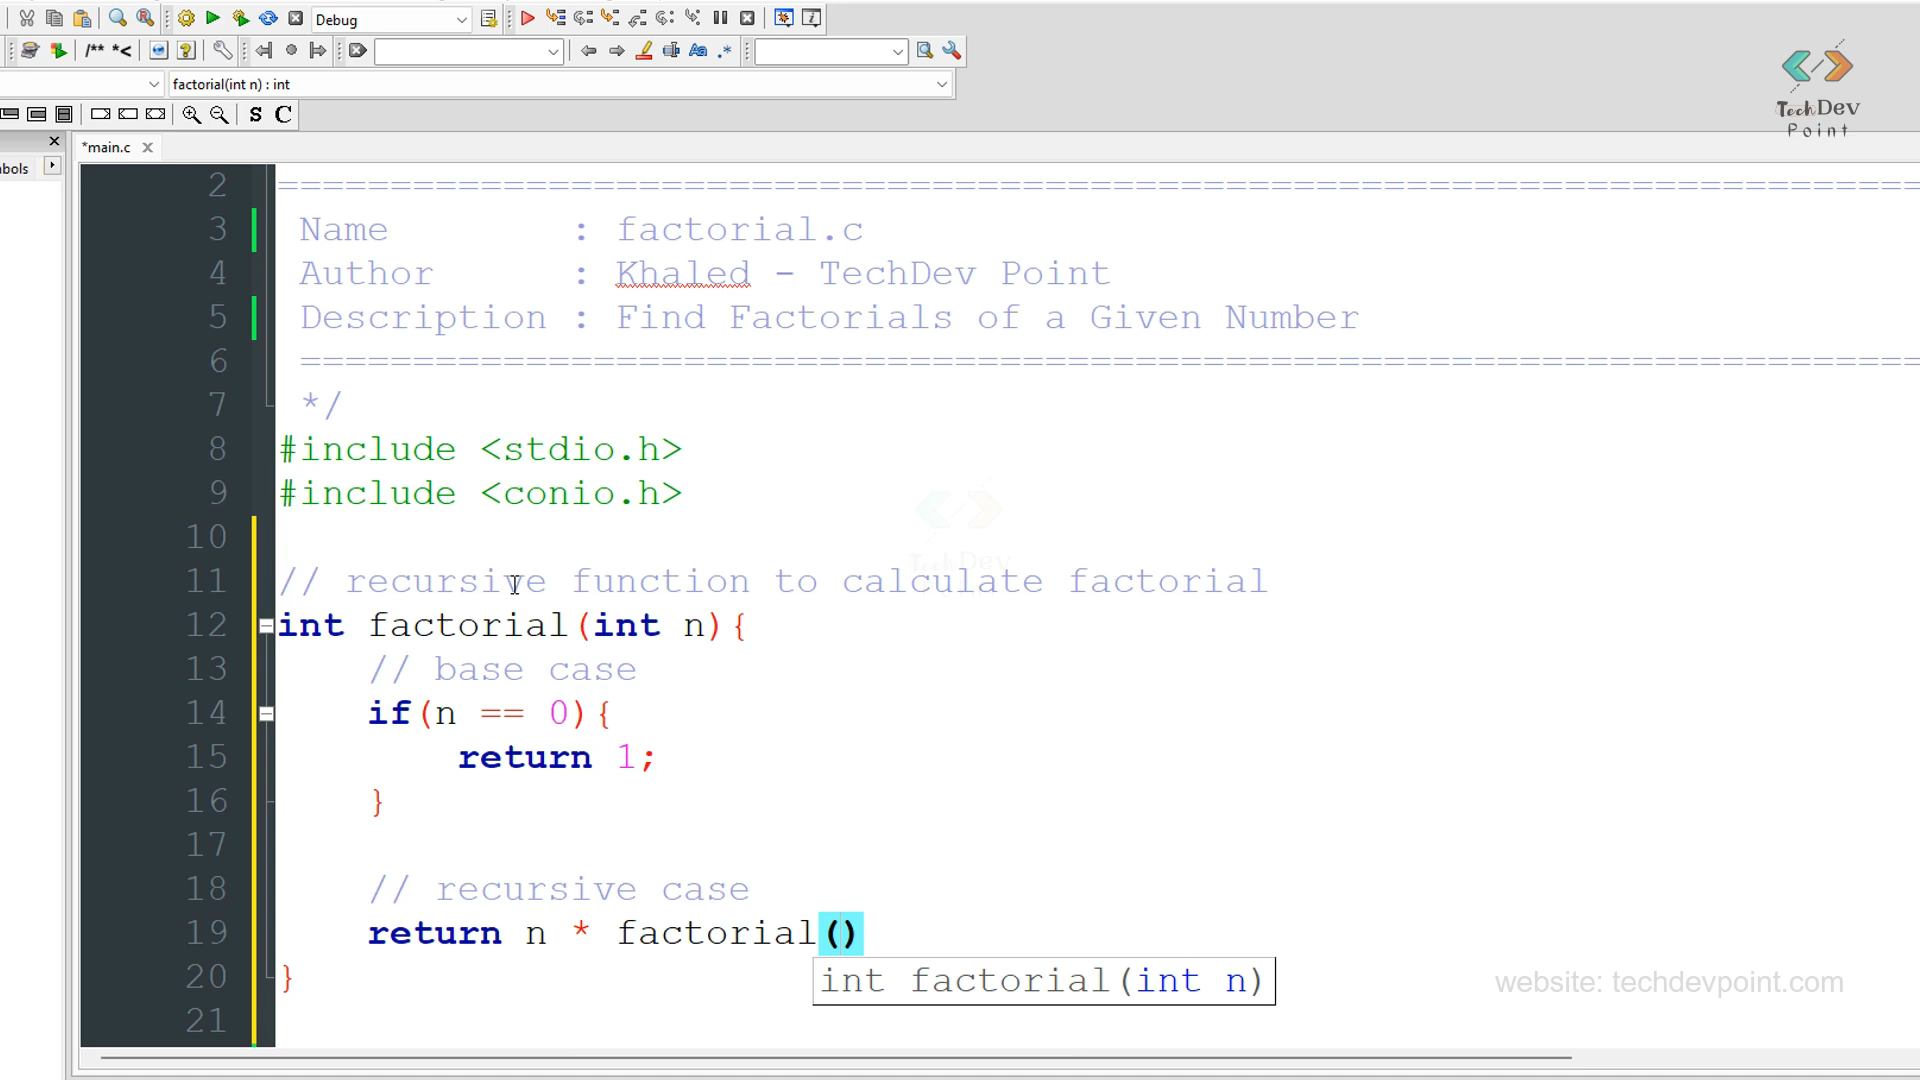 Debug
/** *<
Aa .*
factorial(int n) : int
S C
TechDev
Point
*main.c
bols
2 ================================================================================
3 Name : factorial.c
4 Author : Khaled - TechDev Point
5 Description : Find Factorials of a Given Number
6 ================================================================================
7 */
8 #include <stdio.h>
9 #include <conio.h>
10
TechDev
11 // recursive function to calculate factorial
12 int factorial(int n){
13 // base case
14 if(n == 0){
15 return 1;
16 }
17
18 // recursive case
19 return n * factorial()
20 }
int factorial(int n)
website: techdevpoint.com
21